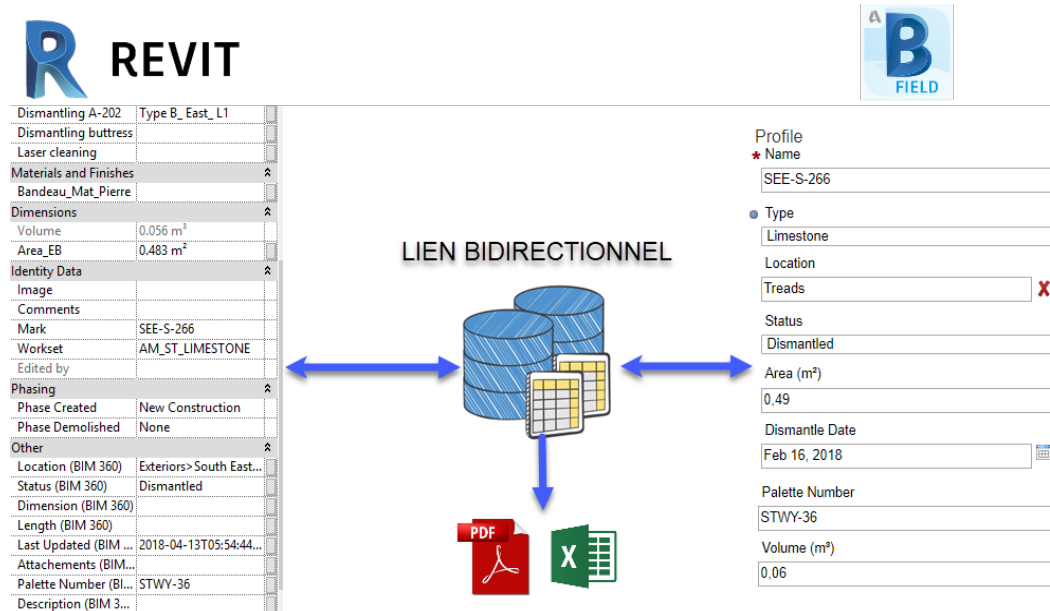 REVIT
A
B
FIELD
Dismantling A-202 Type B_ East_ L1
Dismantling buttress
Laser cleaning
Materials and Finishes
Bandeau_Mat_Pierre
Dimensions
Volume 0.056 m³
Area_EB 0.483 m²
Identity Data
Image
Comments
Mark SEE-S-266
Workset AM_ST_LIMESTONE
Edited by
Phasing
Phase Created New Construction
Phase Demolished None
Other
Location (BIM 360) Exteriors>South East...
Status (BIM 360) Dismantled
Dimension (BIM 360)
Length (BIM 360)
Last Updated (BIM ... 2018-04-13T05:54:44...
Attachements (BIM...
Palette Number (BI... STWY-36
Description (BIM 3...
LIEN BIDIRECTIONNEL
PDF
X
Profile
* Name
SEE-S-266
Type
Limestone
Location
Treads
Status
Dismantled
Area (m²)
0,49
Dismantle Date
Feb 16, 2018
Palette Number
STWY-36
Volume (m³)
0,06